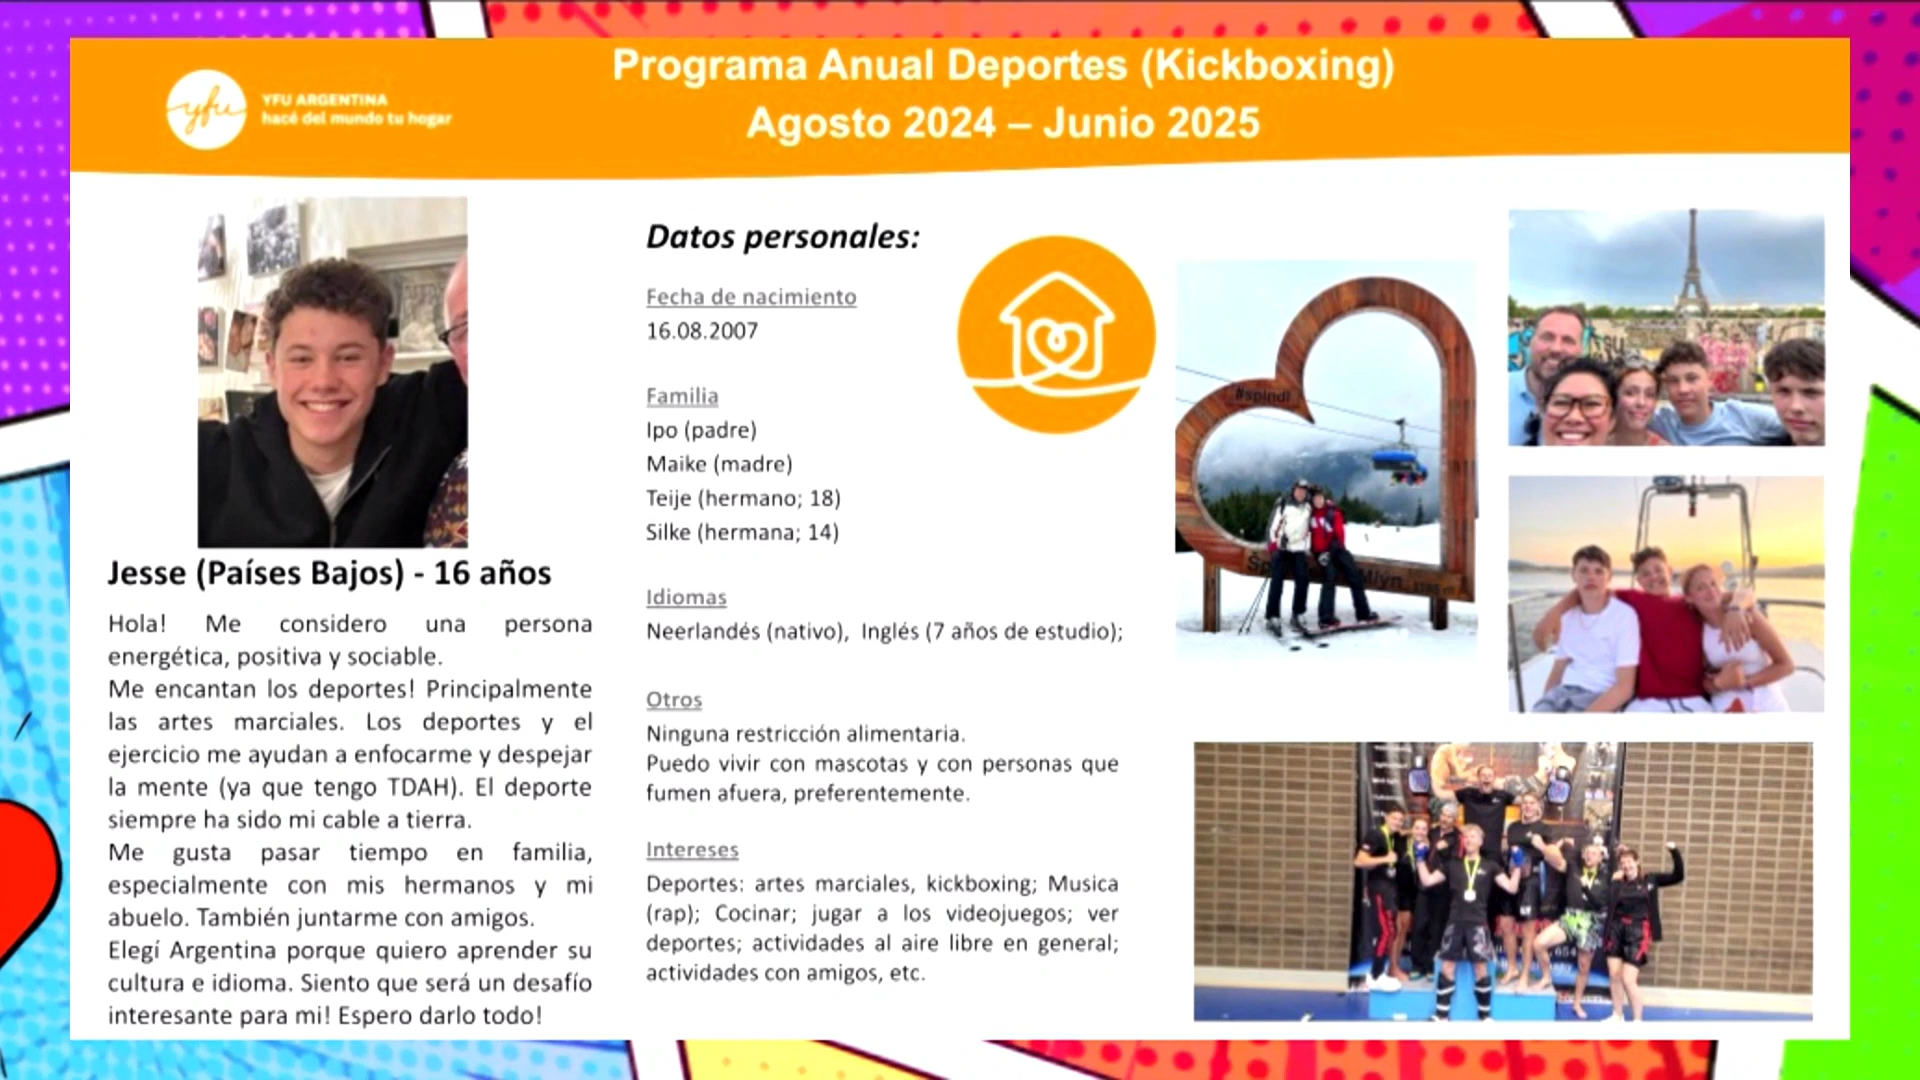 Programa Anual Deportes (Kickboxing)
Agosto 2024 – Junio 2025
yfu
YFU ARGENTINA
hacé del mundo tu hogar
Jesse (Países Bajos) - 16 años
Hola! Me considero una persona
energética, positiva y sociable.
Me encantan los deportes! Principalmente
las artes marciales. Los deportes y el
ejercicio me ayudan a enfocarme y despejar
la mente (ya que tengo TDAH). El deporte
siempre ha sido mi cable a tierra.
Me gusta pasar tiempo en familia,
especialmente con mis hermanos y mi
abuelo. También juntarme con amigos.
Elegí Argentina porque quiero aprender su
cultura e idioma. Siento que será un desafío
interesante para mi! Espero darlo todo!
Datos personales:
Fecha de nacimiento
16.08.2007
Familia
Ipo (padre)
Maike (madre)
Teije (hermano; 18)
Silke (hermana; 14)
Idiomas
Neerlandés (nativo), Inglés (7 años de estudio);
Otros
Ninguna restricción alimentaria.
Puedo vivir con mascotas y con personas que
fumen afuera, preferentemente.
Intereses
Deportes: artes marciales, kickboxing; Musica
(rap); Cocinar; jugar a los videojuegos; ver
deportes; actividades al aire libre en general;
actividades con amigos, etc.
#spindl
Mlýn